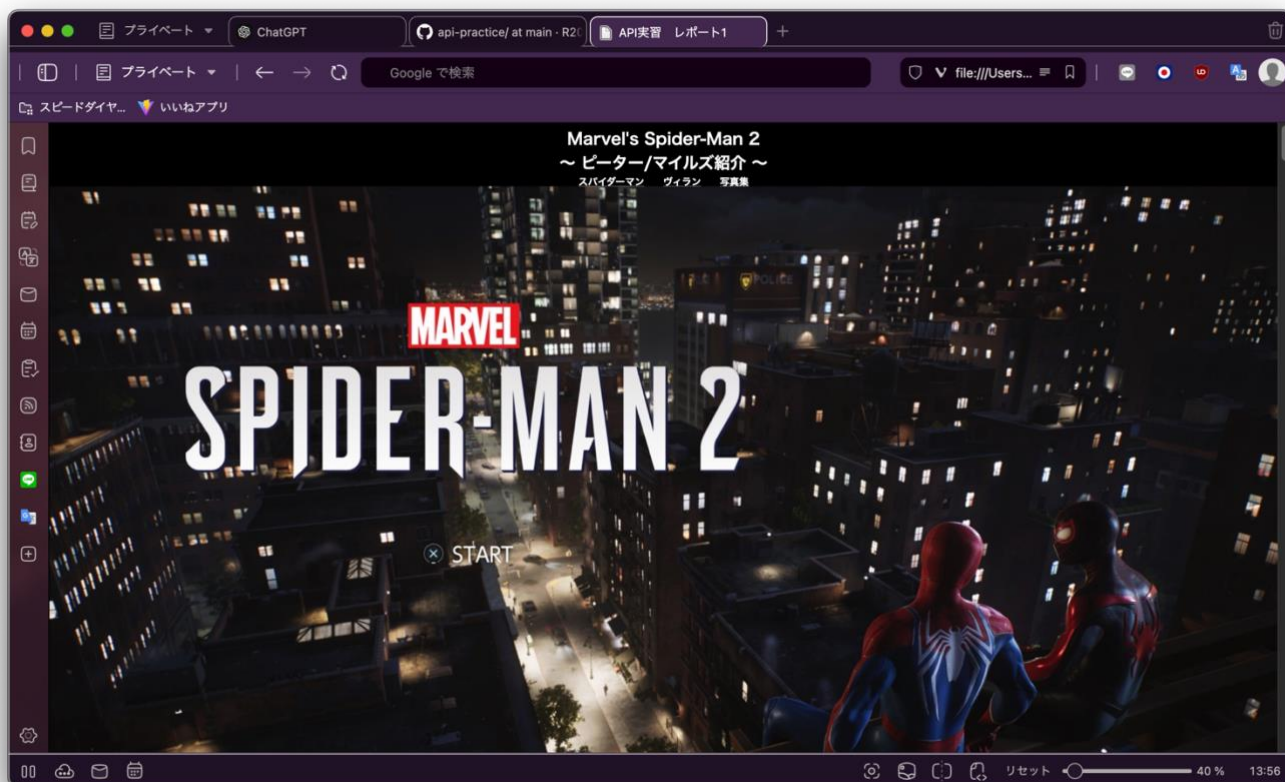 プライベート
ChatGPT
api-practice/ at main · R2
API実習 レポート1
プライベート
Google で検索
file:///Users...
スピードダイヤ...
いいねアプリ
Marvel's Spider-Man 2
〜 ピーター/マイルズ紹介 〜
スパイダーマン ヴィラン 写真集
POLICE
MARVEL
SPIDER-MAN 2
START
リセット
40 %
13:56